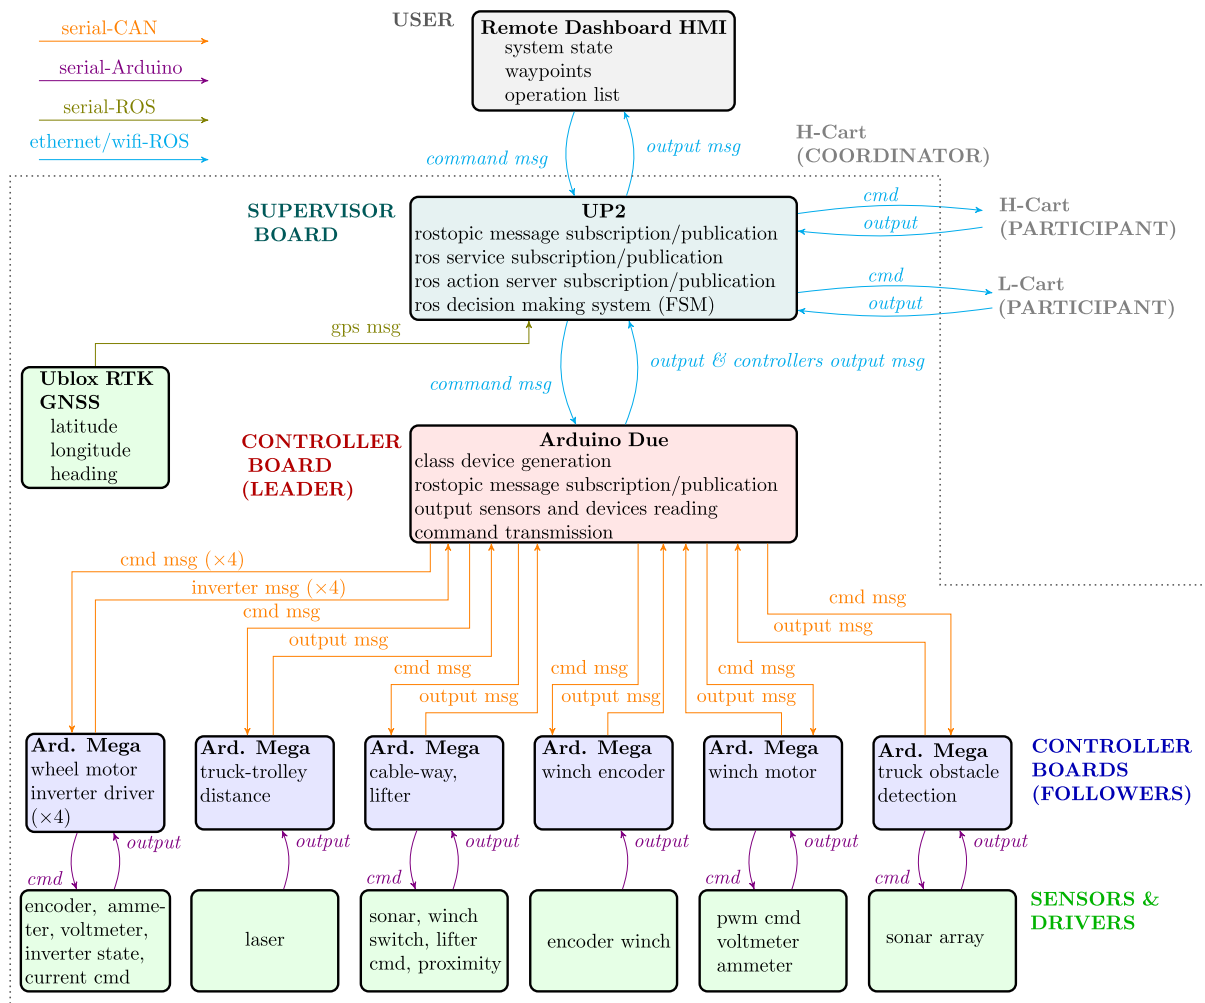 serial-CAN
serial-Arduino
serial-ROS
ethernet/wifi-ROS
USER
Remote Dashboard HMI
system state
waypoints
operation list
command msg
output msg
H-Cart
(COORDINATOR)
SUPERVISOR
BOARD
UP2
rostopic message subscription/publication
ros service subscription/publication
ros action server subscription/publication
ros decision making system (FSM)
cmd
output
H-Cart
(PARTICIPANT)
cmd
output
L-Cart
(PARTICIPANT)
gps msg
Ublox RTK
GNSS
latitude
longitude
heading
command msg
output & controllers output msg
CONTROLLER
BOARD
(LEADER)
Arduino Due
class device generation
rostopic message subscription/publication
output sensors and devices reading
command transmission
cmd msg (×4)
inverter msg (×4)
cmd msg
output msg
cmd msg
output msg
cmd msg
output msg
cmd msg
output msg
cmd msg
output msg
Ard. Mega
wheel motor
inverter driver
(×4)
Ard. Mega
truck-trolley
distance
Ard. Mega
cable-way,
lifter
Ard. Mega
winch encoder
Ard. Mega
winch motor
Ard. Mega
truck obstacle
detection
CONTROLLER
BOARDS
(FOLLOWERS)
cmd
output
output
cmd
output
output
cmd
output
cmd
output
encoder, amme-
ter, voltmeter,
inverter state,
current cmd
laser
sonar, winch
switch, lifter
cmd, proximity
encoder winch
pwm cmd
voltmeter
ammeter
sonar array
SENSORS &
DRIVERS